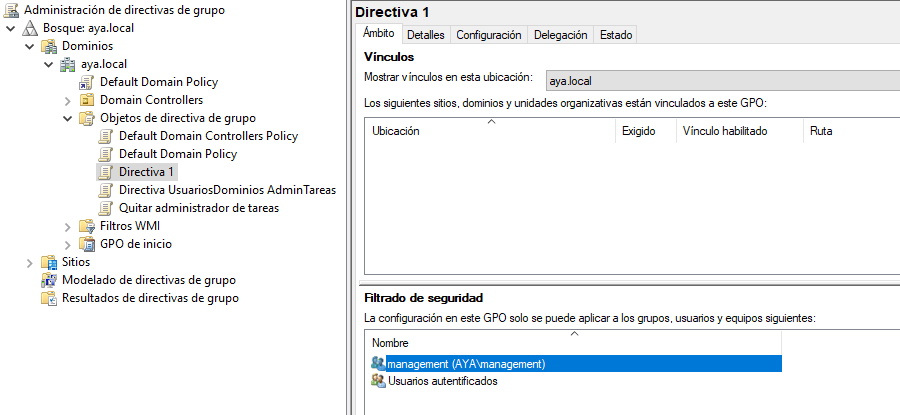 Administración de directivas de grupo
Bosque: aya.local
Dominios
aya.local
Default Domain Policy
Domain Controllers
Objetos de directiva de grupo
Default Domain Controllers Policy
Default Domain Policy
Directiva 1
Directiva UsuariosDominios AdminTareas
Quitar administrador de tareas
Filtros WMI
GPO de inicio
Sitios
Modelado de directivas de grupo
Resultados de directivas de grupo
Directiva 1
Ámbito Detalles Configuración Delegación Estado
Vínculos
Mostrar vínculos en esta ubicación: aya.local
Los siguientes sitios, dominios y unidades organizativas están vinculados a este GPO:
Ubicación Exigido Vínculo habilitado Ruta
Filtrado de seguridad
La configuración en este GPO solo se puede aplicar a los grupos, usuarios y equipos siguientes:
Nombre
management (AYA\management)
Usuarios autentificados